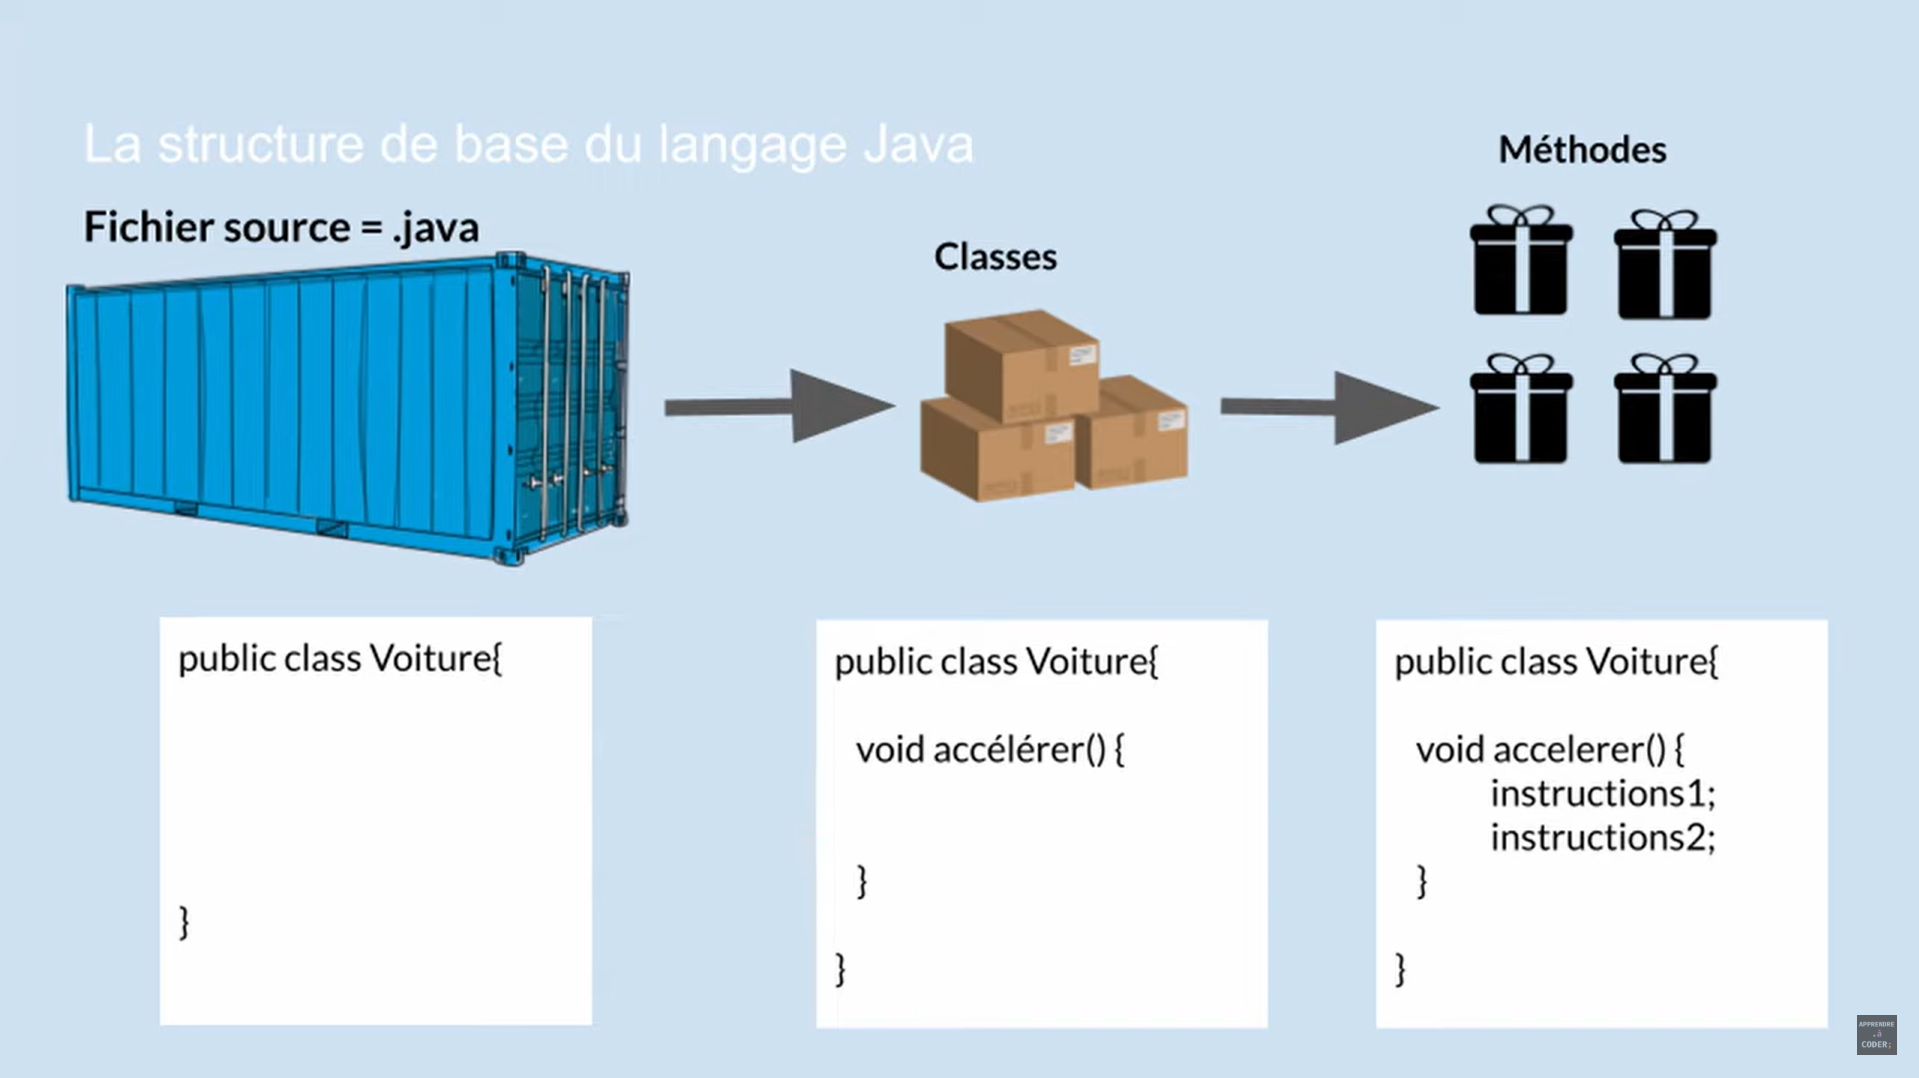 La structure de base du langage Java
Fichier source = .java
Classes
Méthodes
public class Voiture{
}
public class Voiture{
void accélérer() {
}
}
public class Voiture{
void accelerer() {
instructions1;
instructions2;
}
}
APPRENDRE
.à
CODER;